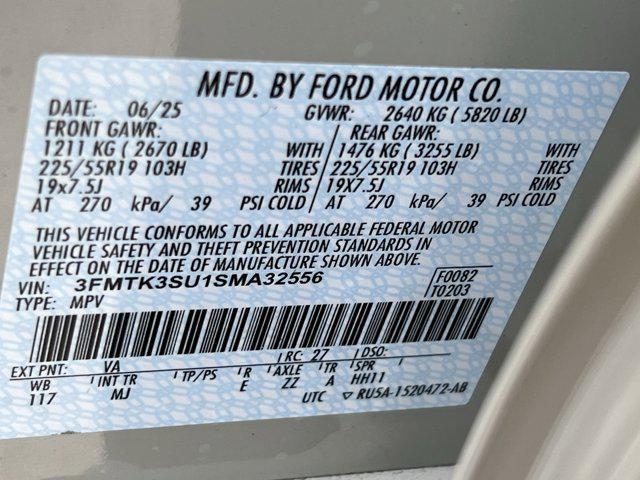 MFD. BY FORD MOTOR CO.
DATE: 06/25 GVWR: 2640 KG ( 5820 LB)
FRONT GAWR: REAR GAWR:
1211 KG ( 2670 LB) WITH 1476 KG ( 3255 LB) WITH
225/55R19 103H TIRES 225/55R19 103H TIRES
19x7.5J RIMS 19X7.5J RIMS
AT 270 kPa/ 39 PSI COLD AT 270 kPa/ 39 PSI COLD
THIS VEHICLE CONFORMS TO ALL APPLICABLE FEDERAL MOTOR
VEHICLE SAFETY AND THEFT PREVENTION STANDARDS IN
EFFECT ON THE DATE OF MANUFACTURE SHOWN ABOVE.
VIN: 3FMTK3SU1SMA32556 F0082
TYPE: MPV T0203
EXT PNT: VA RC: 27 DSO:
WB INT TR TP/PS R AXLE TR SPR
117 MJ E ZZ A HH11
UTC ▽ RU5A-1520472-AB